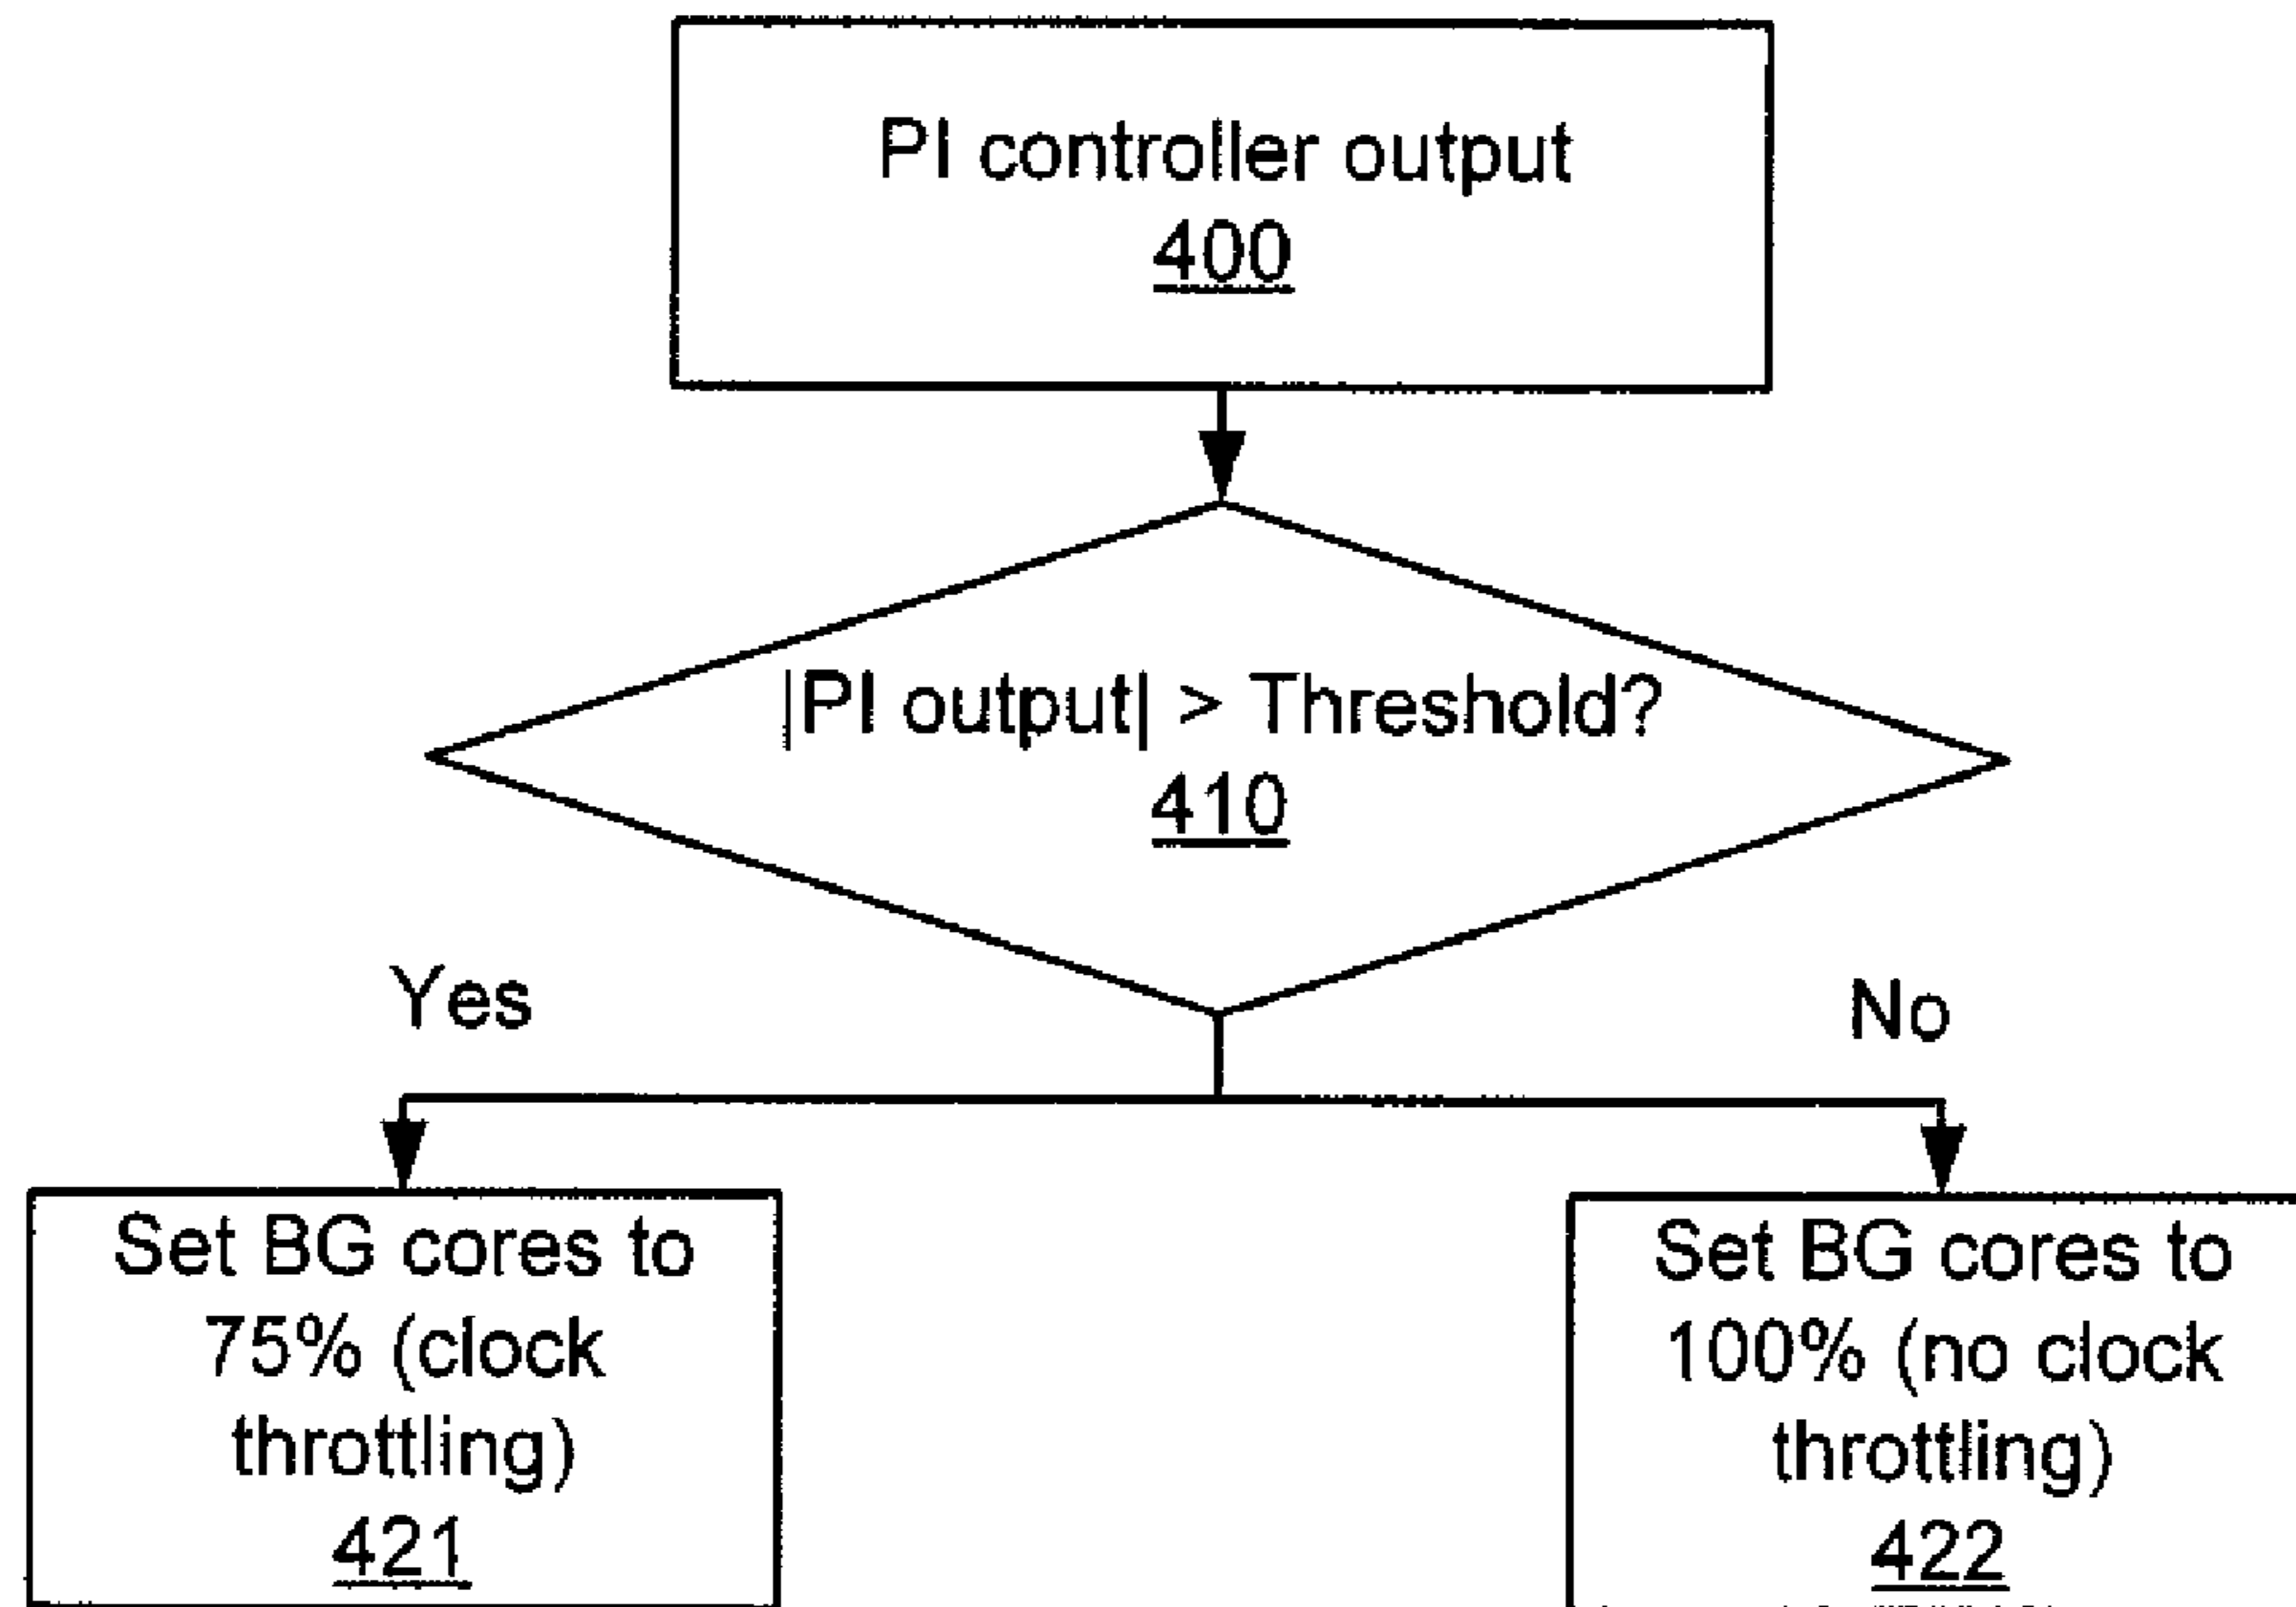 PI controller output
400
|PI output| > Threshold?
410
Yes
No
Set BG cores to
75% (clock
throttling)
421
Set BG cores to
100% (no clock
throttling)
422